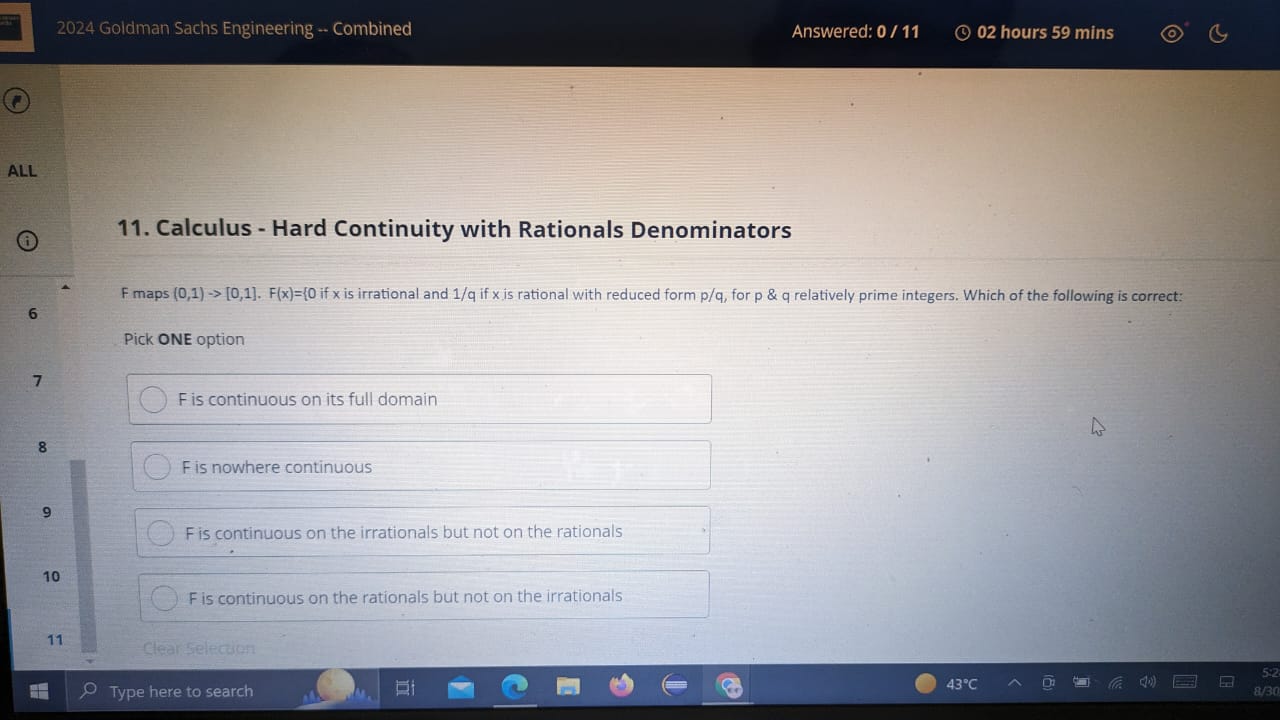 2024 Goldman Sachs Engineering -- Combined
Answered: 0 / 11
02 hours 59 mins
ALL
11. Calculus - Hard Continuity with Rationals Denominators
F maps (0,1) -> [0,1]. F(x)={0 if x is irrational and 1/q if x is rational with reduced form p/q, for p & q relatively prime integers. Which of the following is correct:
Pick ONE option
F is continuous on its full domain
F is nowhere continuous
F is continuous on the irrationals but not on the rationals
F is continuous on the rationals but not on the irrationals
Clear Selection
6
7
8
9
10
11
Type here to search
43°C
5:2
8/30